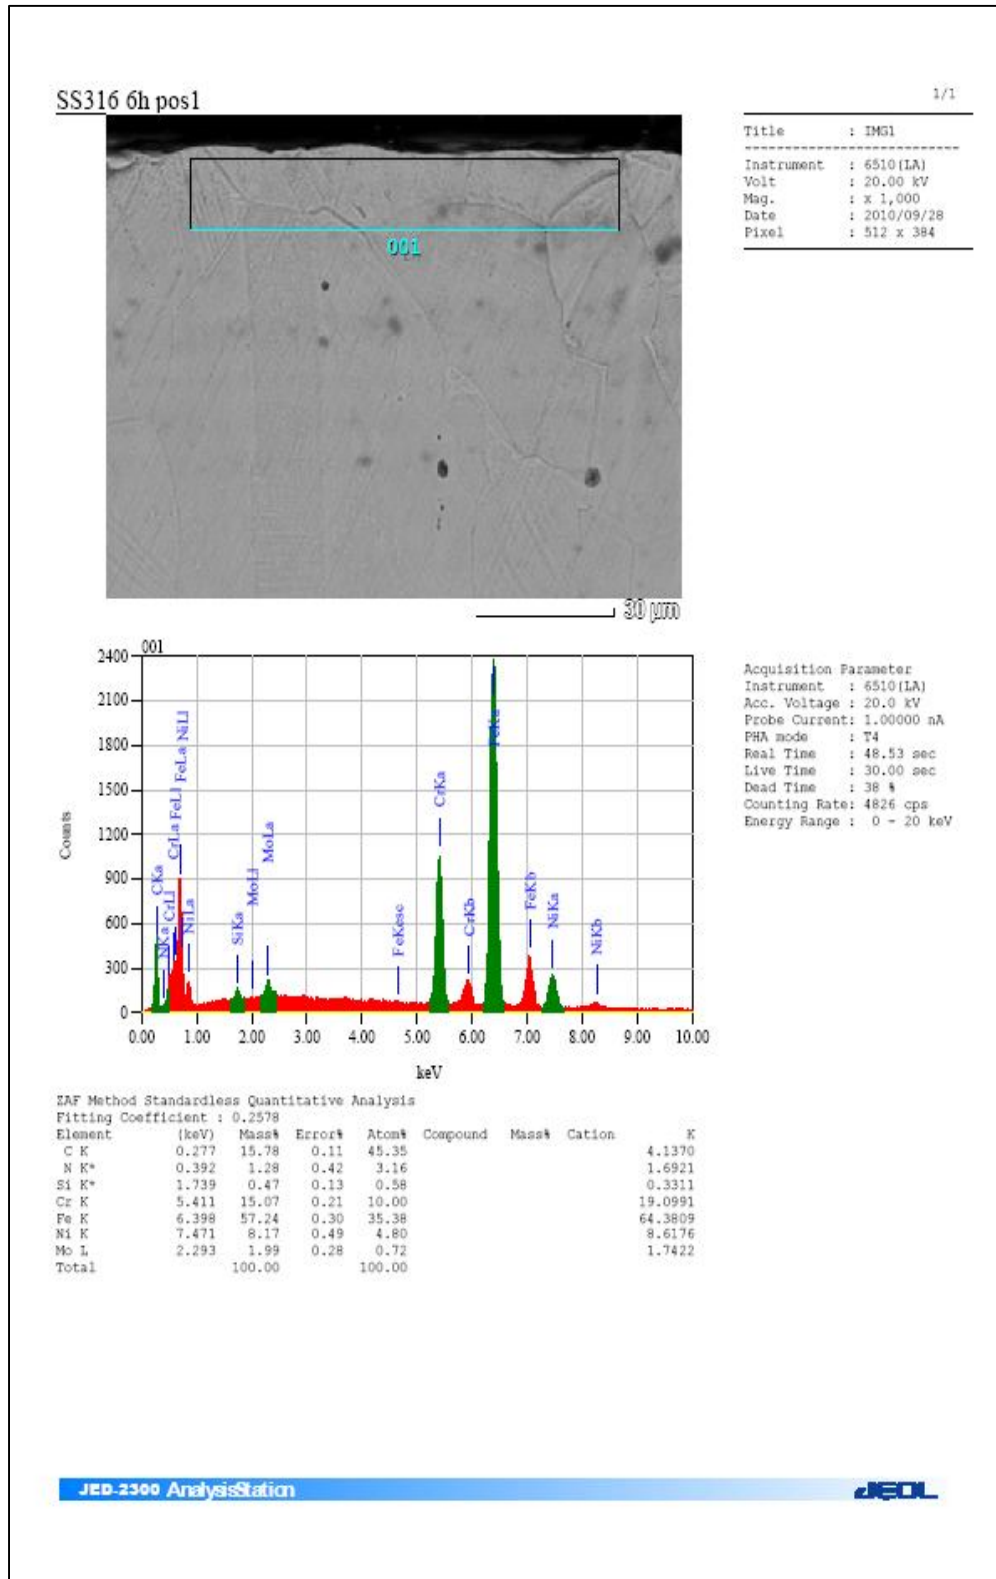 SS316 6h pos1
1/1
Title : IMG1
---------------------------
Instrument : 6510(LA)
Volt : 20.00 kV
Mag. : x 1,000
Date : 2010/09/28
Pixel : 512 x 384
001
30 µm
001
2400
2100
1800
1500
1200
900
600
300
0
Counts
CKa
NKa
CrLl
CrLa
FeLl
FeLa
NiLl
NiLa
SiKa
MoLl
MoLa
FeKesc
CrKa
CrKb
FeKa
FeKb
NiKa
NiKb
0.00 1.00 2.00 3.00 4.00 5.00 6.00 7.00 8.00 9.00 10.00
keV
Acquisition Parameter
Instrument : 6510(LA)
Acc. Voltage : 20.0 kV
Probe Current: 1.00000 nA
PHA mode : T4
Real Time : 48.53 sec
Live Time : 30.00 sec
Dead Time : 38 %
Counting Rate: 4826 cps
Energy Range : 0 - 20 keV
ZAF Method Standardless Quantitative Analysis
Fitting Coefficient : 0.2578
Element (keV) Mass% Error% Atom% Compound Mass% Cation K
C K 0.277 15.78 0.11 45.35 4.1370
N K* 0.392 1.28 0.42 3.16 1.6921
Si K* 1.739 0.47 0.13 0.58 0.3311
Cr K 5.411 15.07 0.21 10.00 19.0991
Fe K 6.398 57.24 0.30 35.38 64.3809
Ni K 7.471 8.17 0.49 4.80 8.6176
Mo L 2.293 1.99 0.28 0.72 1.7422
Total 100.00 100.00
JED-2300 AnalysisStation
JEOL